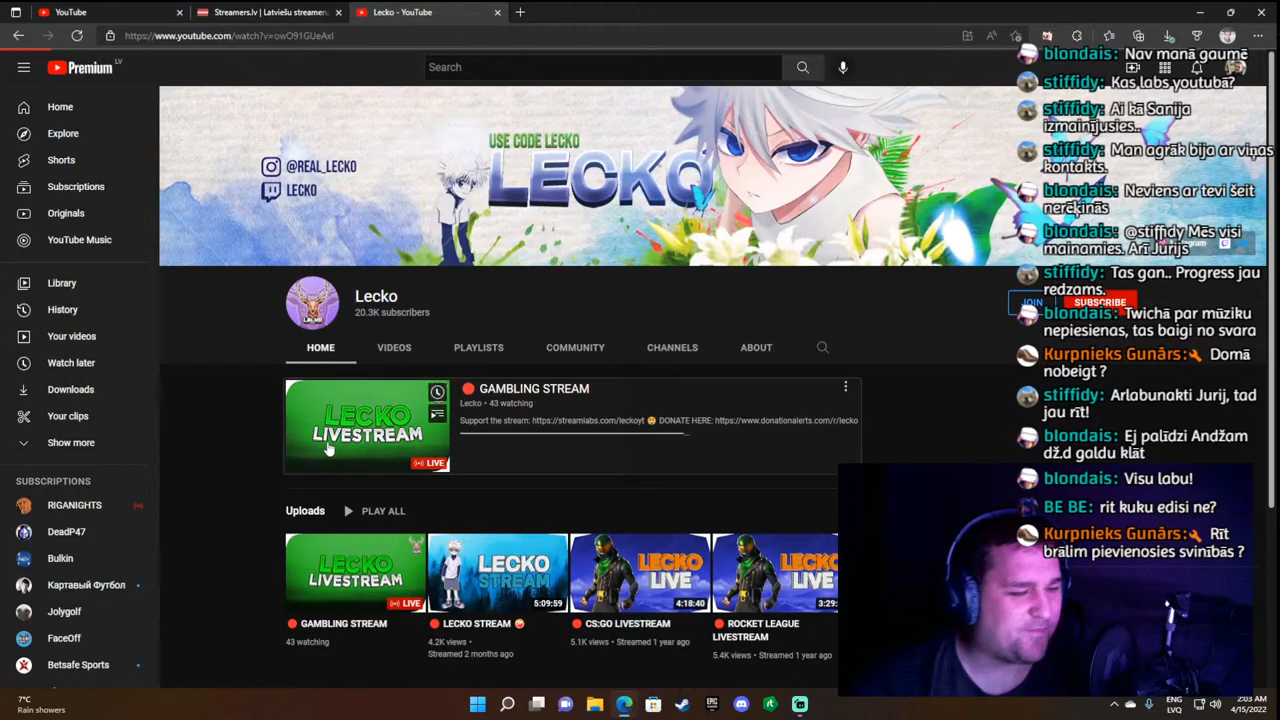 YouTube
Streamers.lv | Latviešu streamer
Lecko - YouTube
https://www.youtube.com/watch?v=owO91GUeAxI
Premium LV
Search
Home
Explore
Shorts
Subscriptions
Originals
YouTube Music
Library
History
Your videos
Watch later
Downloads
Your clips
Show more
SUBSCRIPTIONS
RIGANIGHTS
DeadP47
Bulkin
Картавый Футбол
Jolygolf
FaceOff
Betsafe Sports
@REAL_LECKO
LECKO
USE CODE LECKO
LECKO
Lecko
20.3K subscribers
JOIN
SUBSCRIBE
HOME
VIDEOS
PLAYLISTS
COMMUNITY
CHANNELS
ABOUT
LECKO
LIVESTREAM
LIVE
GAMBLING STREAM
Lecko • 43 watching
Support the stream: https://streamlabs.com/leckoyt 😲 DONATE HERE: https://www.donationalerts.com/r/lecko
Uploads
PLAY ALL
LECKO
LIVESTREAM
LIVE
GAMBLING STREAM
43 watching
LECKO
STREAM
5:09:59
LECKO STREAM
4.2K views •
Streamed 2 months ago
LECKO
LIVE
4:18:40
CS:GO LIVESTREAM
5.1K views • Streamed 1 year ago
LECKO
LIVE
3:29:
ROCKET LEAGUE
LIVESTREAM
5.4K views • Streamed 1 year ago
blondais: Nav manā gaumē
stiffidy: Kas labs youtubā?
stiffidy: Ai kā Sanija
izmainījusies..
stiffidy: Man agrāk bija ar viņas
kontakts.
blondais: Neviens ar tevi šeit
nerēķinās
blondais: @stiffidy Mēs visi
mainamies. Arī Jurijs
stiffidy: Tas gan.. Progress jau
redzams.
blondais: Twichā par mūziku
nepiesienas, tas baigi no svara
Kurpnieks Gunārs: Domā
nobeigt ?
stiffidy: Arlabunakti Jurij, tad
jau rīt!
blondais: Ej palīdzi Andžam
dž.d galdu klāt
blondais: Visu labu!
BE BE: rit kuku edisi ne?
Kurpnieks Gunārs: Rīt
brālim pievienosies svinībās ?
7°C
Rain showers
ENG
LVQ
2:03 AM
4/15/2022